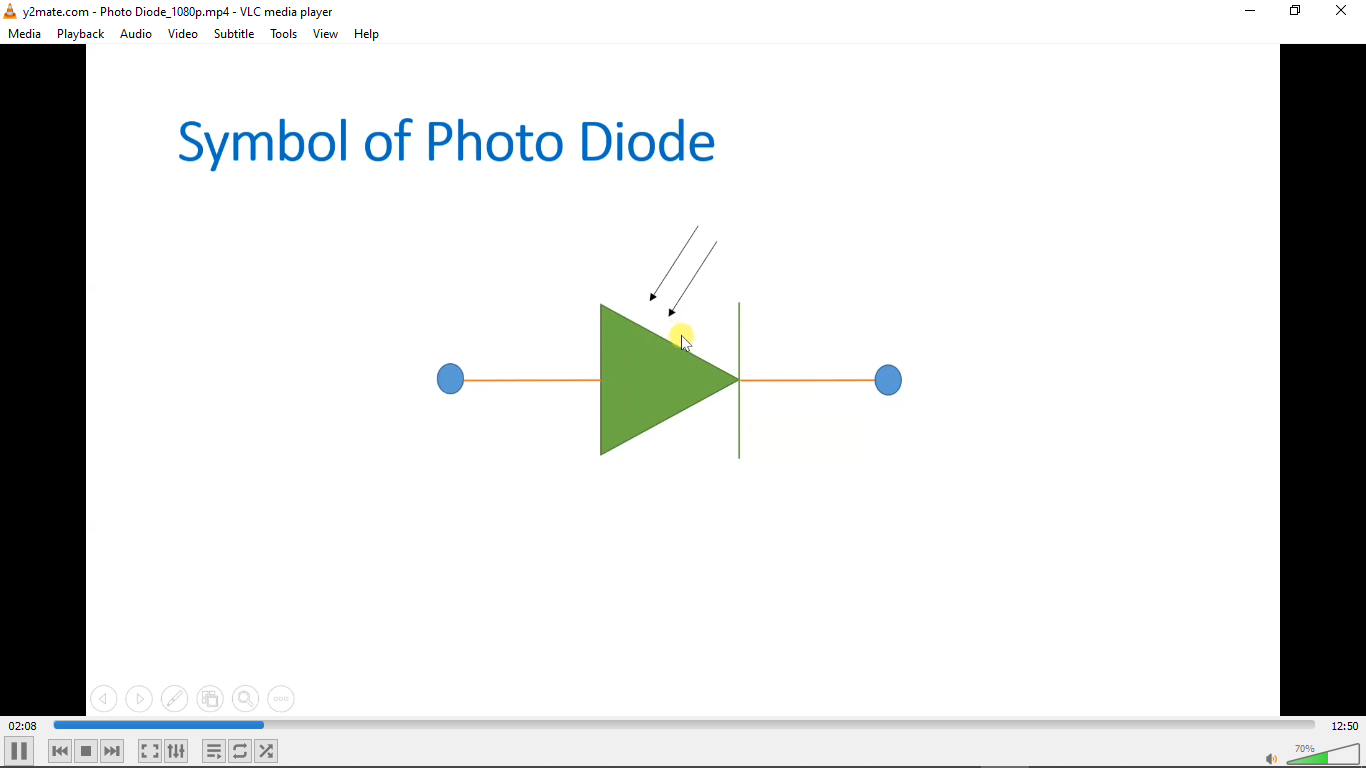 y2mate.com - Photo Diode_1080p.mp4 - VLC media player
Media Playback Audio Video Subtitle Tools View Help
Symbol of Photo Diode
02:08
12:50
70%